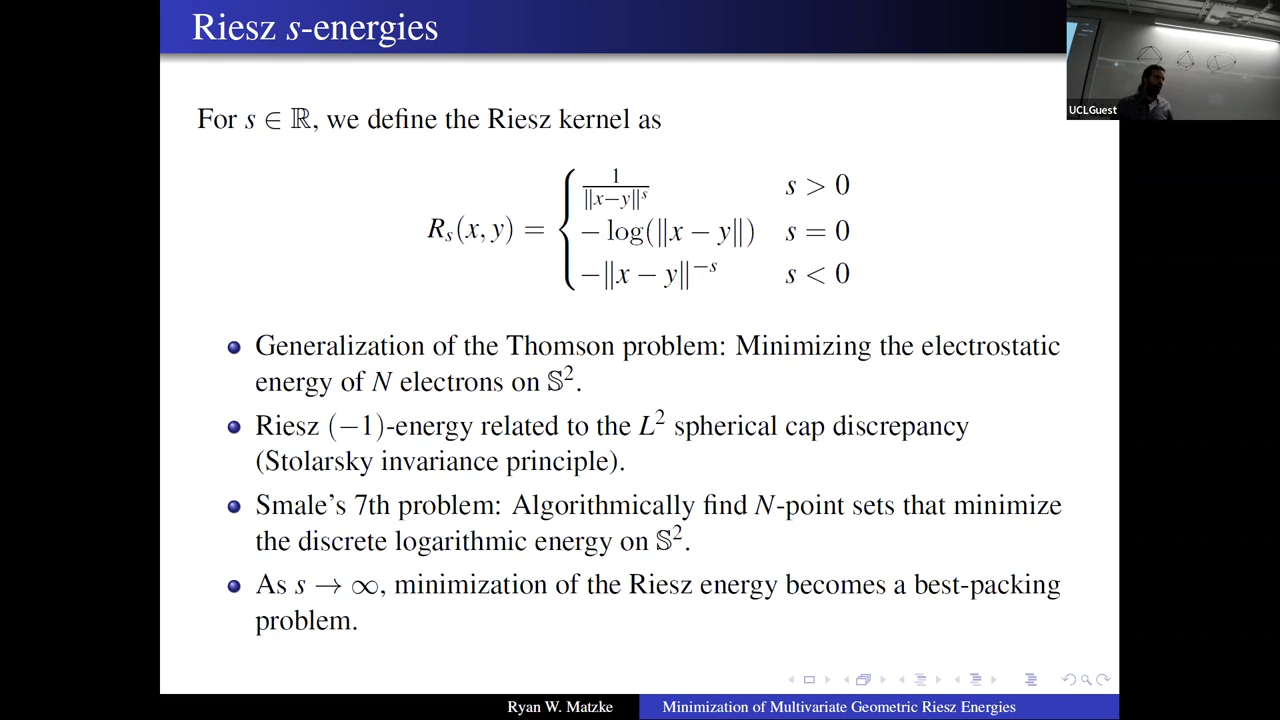 Riesz s-energies
UCLGuest
For s ∈ ℝ, we define the Riesz kernel as
R_s(x, y) = { 1/‖x−y‖^s s > 0
− log(‖x − y‖) s = 0
−‖x − y‖^{−s} s < 0
Generalization of the Thomson problem: Minimizing the electrostatic
energy of N electrons on 𝕊².
Riesz (−1)-energy related to the L² spherical cap discrepancy
(Stolarsky invariance principle).
Smale's 7th problem: Algorithmically find N-point sets that minimize
the discrete logarithmic energy on 𝕊².
As s → ∞, minimization of the Riesz energy becomes a best-packing
problem.
Ryan W. Matzke Minimization of Multivariate Geometric Riesz Energies